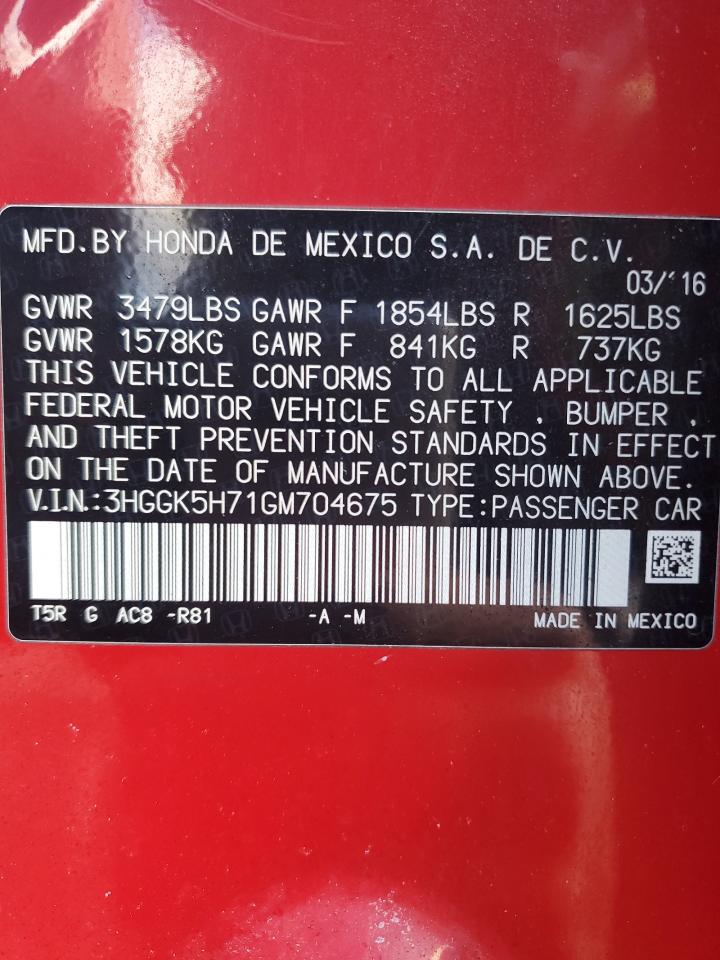 MFD.BY HONDA DE MEXICO S.A. DE C.V.
03/'16
GVWR 3479LBS GAWR F 1854LBS R 1625LBS
GVWR 1578KG GAWR F 841KG R 737KG
THIS VEHICLE CONFORMS TO ALL APPLICABLE
FEDERAL MOTOR VEHICLE SAFETY , BUMPER ,
AND THEFT PREVENTION STANDARDS IN EFFECT
ON THE DATE OF MANUFACTURE SHOWN ABOVE.
V.I.N.:3HGGK5H71GM704675 TYPE:PASSENGER CAR
T5R G AC8 -R81 -A -M MADE IN MEXICO